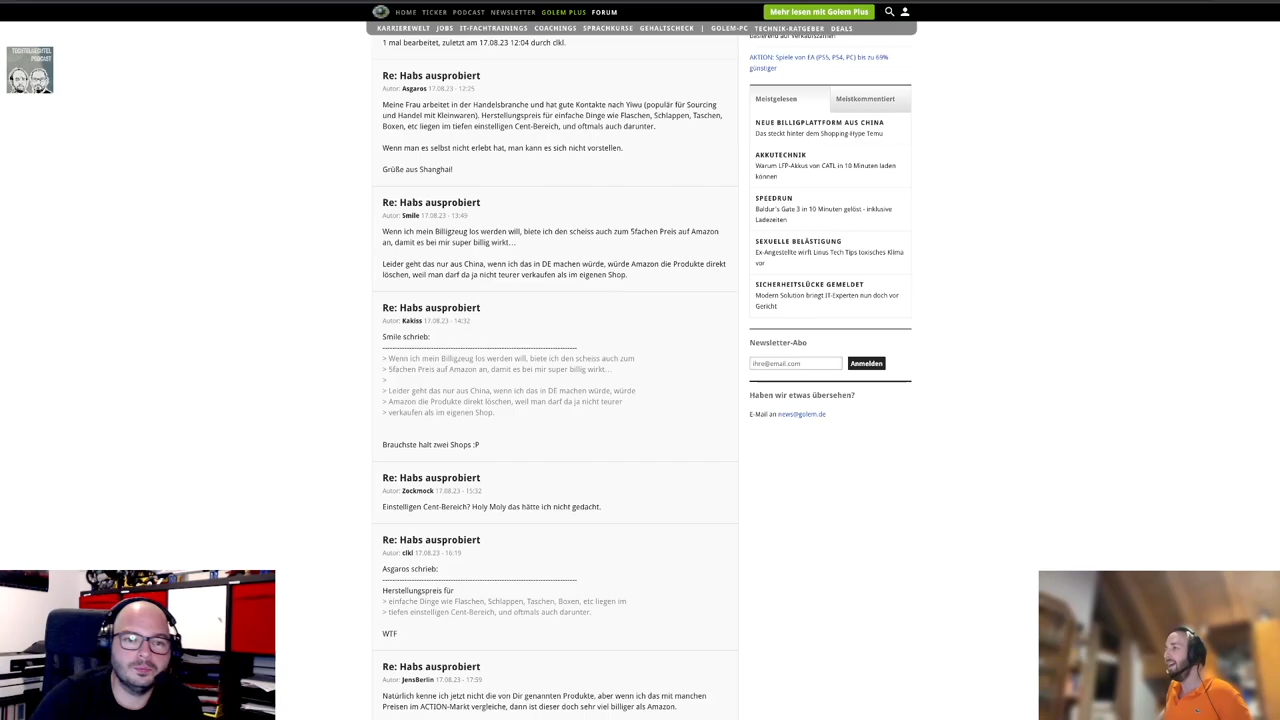 HOME TICKER PODCAST NEWSLETTER GOLEM PLUS FORUM
Mehr lesen mit Golem Plus
KARRIEREWELT JOBS IT-FACHTRAININGS COACHINGS SPRACHKURSE GEHALTSCHECK | GOLEM-PC TECHNIK-RATGEBER DEALS
TECHTELMECHTEL
PODCAST
1 mal bearbeitet, zuletzt am 17.08.23 12:04 durch clkl.
Re: Habs ausprobiert
Autor: Asgaros 17.08.23 - 12:25
Meine Frau arbeitet in der Handelsbranche und hat gute Kontakte nach Yiwu (populär für Sourcing
und Handel mit Kleinwaren). Herstellungspreis für einfache Dinge wie Flaschen, Schlappen, Taschen,
Boxen, etc liegen im tiefen einstelligen Cent-Bereich, und oftmals auch darunter.
Wenn man es selbst nicht erlebt hat, man kann es sich nicht vorstellen.
Grüße aus Shanghai!
Re: Habs ausprobiert
Autor: Smile 17.08.23 - 13:49
Wenn ich mein Billigzeug los werden will, biete ich den scheiss auch zum 5fachen Preis auf Amazon
an, damit es bei mir super billig wirkt...
Leider geht das nur aus China, wenn ich das in DE machen würde, würde Amazon die Produkte direkt
löschen, weil man darf da ja nicht teurer verkaufen als im eigenen Shop.
Re: Habs ausprobiert
Autor: Kakiss 17.08.23 - 14:32
Smile schrieb:
--------------------------------------------------------------------------------
> Wenn ich mein Billigzeug los werden will, biete ich den scheiss auch zum
> 5fachen Preis auf Amazon an, damit es bei mir super billig wirkt...
>
> Leider geht das nur aus China, wenn ich das in DE machen würde, würde
> Amazon die Produkte direkt löschen, weil man darf da ja nicht teurer
> verkaufen als im eigenen Shop.
Brauchste halt zwei Shops :P
Re: Habs ausprobiert
Autor: Zockmock 17.08.23 - 15:32
Einstelligen Cent-Bereich? Holy Moly das hätte ich nicht gedacht.
Re: Habs ausprobiert
Autor: clkl 17.08.23 - 16:19
Asgaros schrieb:
--------------------------------------------------------------------------------
Herstellungspreis für
> einfache Dinge wie Flaschen, Schlappen, Taschen, Boxen, etc liegen im
> tiefen einstelligen Cent-Bereich, und oftmals auch darunter.
WTF
Re: Habs ausprobiert
Autor: JensBerlin 17.08.23 - 17:59
Natürlich kenne ich jetzt nicht die von Dir genannten Produkte, aber wenn ich das mit manchen
Preisen im ACTION-Markt vergleiche, dann ist dieser doch sehr viel billiger als Amazon.
basierend auf Verkaufszahlen
AKTION: Spiele von EA (PS5, PS4, PC) bis zu 69%
günstiger
Meistgelesen
Meistkommentiert
NEUE BILLIGPLATTFORM AUS CHINA
Das steckt hinter dem Shopping-Hype Temu
AKKUTECHNIK
Warum LFP-Akkus von CATL in 10 Minuten laden
können
SPEEDRUN
Baldur's Gate 3 in 10 Minuten gelöst - inklusive
Ladezeiten
SEXUELLE BELÄSTIGUNG
Ex-Angestellte wirft Linus Tech Tips toxisches Klima
vor
SICHERHEITSLÜCKE GEMELDET
Modern Solution bringt IT-Experten nun doch vor
Gericht
Newsletter-Abo
ihre@email.com
Anmelden
Haben wir etwas übersehen?
E-Mail an news@golem.de